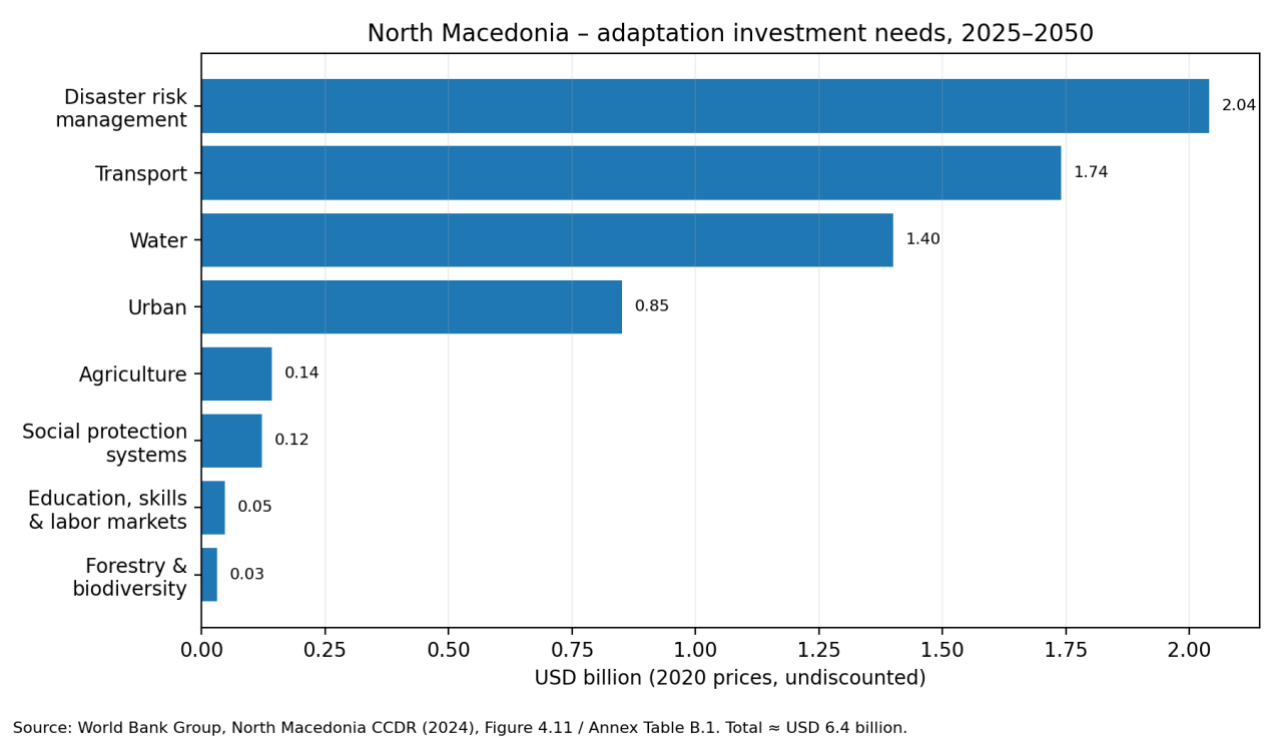 North Macedonia – adaptation investment needs, 2025–2050
Disaster risk
management
2.04
Transport
1.74
Water
1.40
Urban
0.85
Agriculture
0.14
Social protection
systems
0.12
Education, skills
& labor markets
0.05
Forestry &
biodiversity
0.03
0.00 0.25 0.50 0.75 1.00 1.25 1.50 1.75 2.00
USD billion (2020 prices, undiscounted)
Source: World Bank Group, North Macedonia CCDR (2024), Figure 4.11 / Annex Table B.1. Total ≈ USD 6.4 billion.